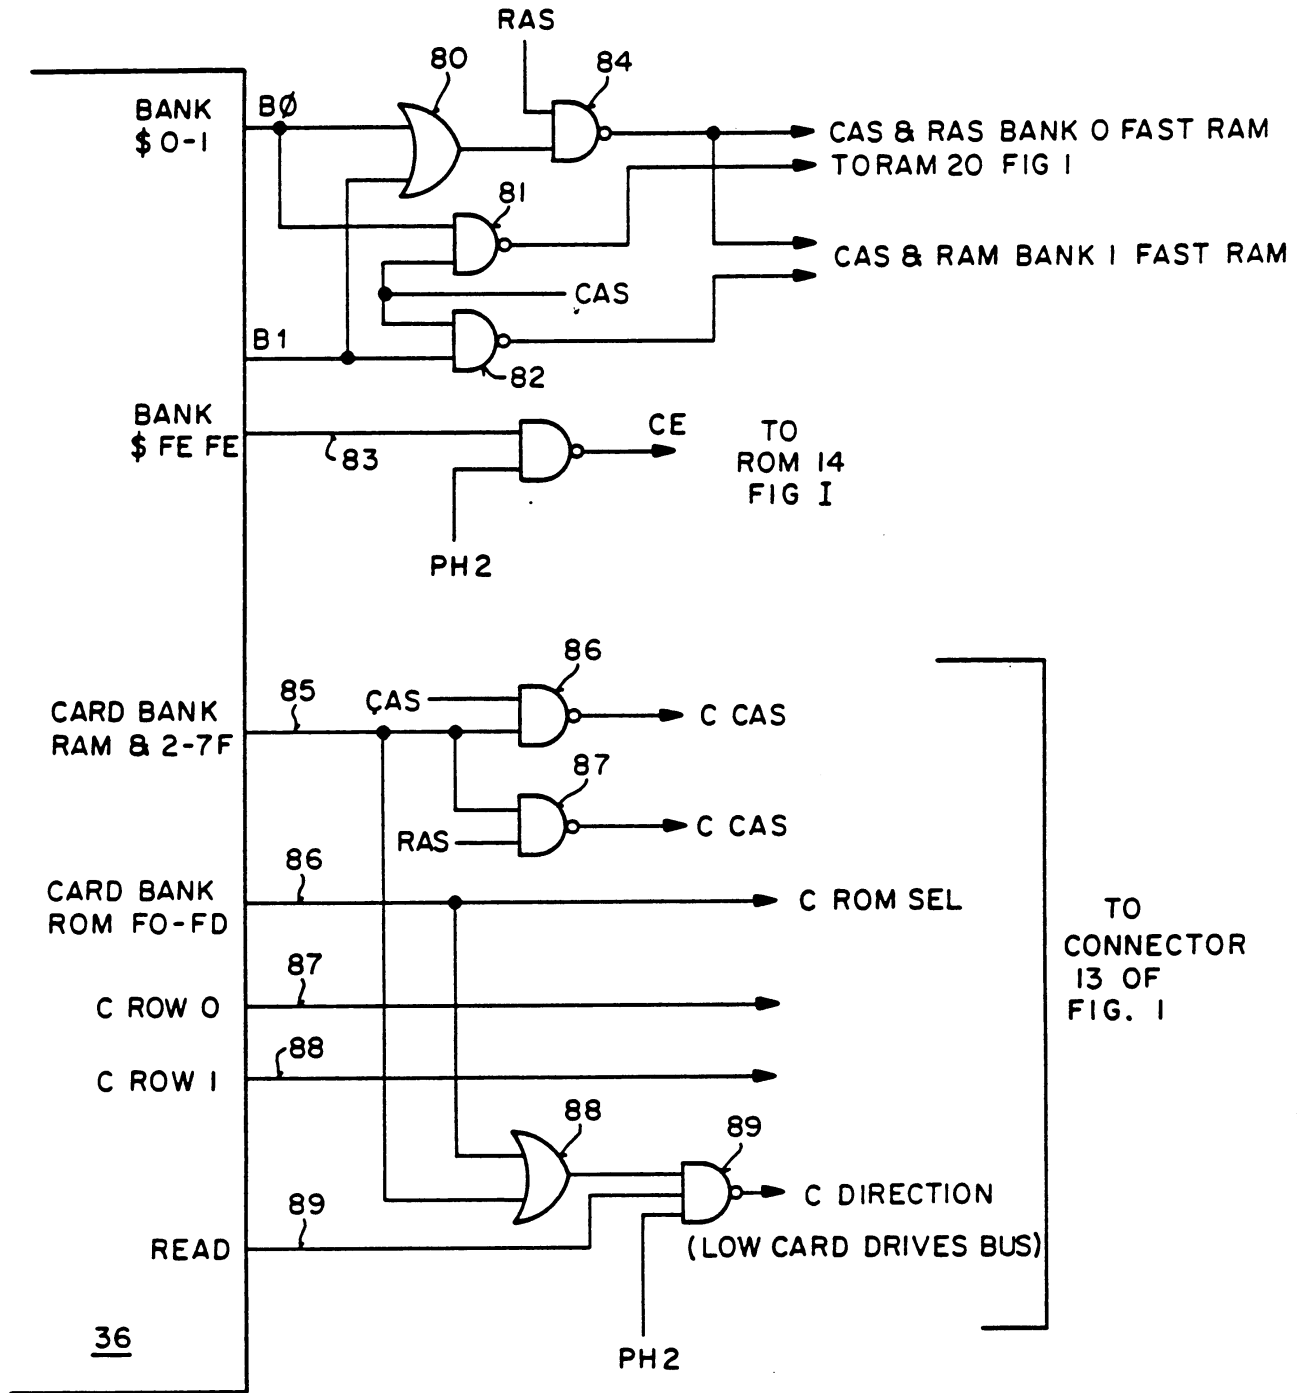 RAS
80
84
BANK
$ 0-1
BØ
CAS & RAS BANK 0 FAST RAM
TORAM 20 FIG 1
81
CAS & RAM BANK 1 FAST RAM
CAS
B1
82
BANK
$ FE FE
83
CE
TO
ROM 14
FIG I
PH2
86
85
CAS
C CAS
CARD BANK
RAM & 2-7F
87
RAS
C CAS
86
CARD BANK
ROM F0-FD
C ROM SEL
TO
CONNECTOR
13 OF
FIG. 1
87
C ROW 0
88
C ROW 1
88
89
C DIRECTION
(LOW CARD DRIVES BUS)
89
READ
36
PH2